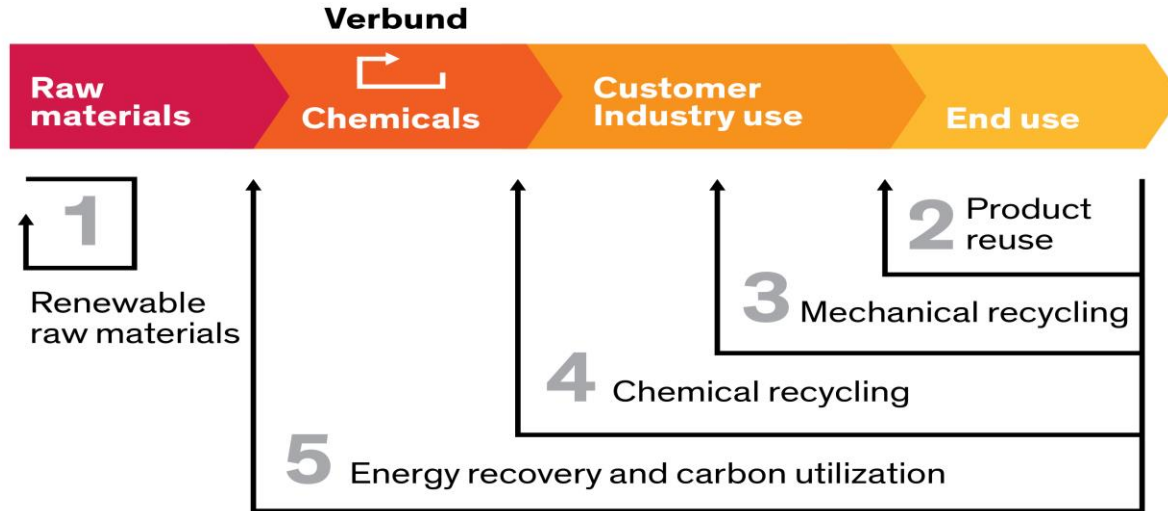 Verbund
Raw
materials
Chemicals
Customer
Industry use
End use
1
Renewable
raw materials
2 Product
reuse
3 Mechanical recycling
4 Chemical recycling
5 Energy recovery and carbon utilization